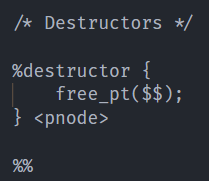 /* Destructors */
%destructor {
    free_pt($$);
} <pnode>
%%